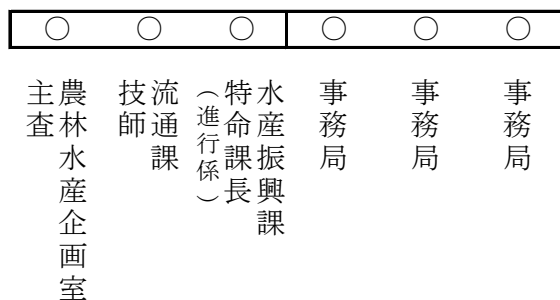 ○ ○ ○ ○ ○ ○
事務局
事務局
事務局
水産振興課
特命課長
（進行係）
流通課
技師
農林水産企画室
主査